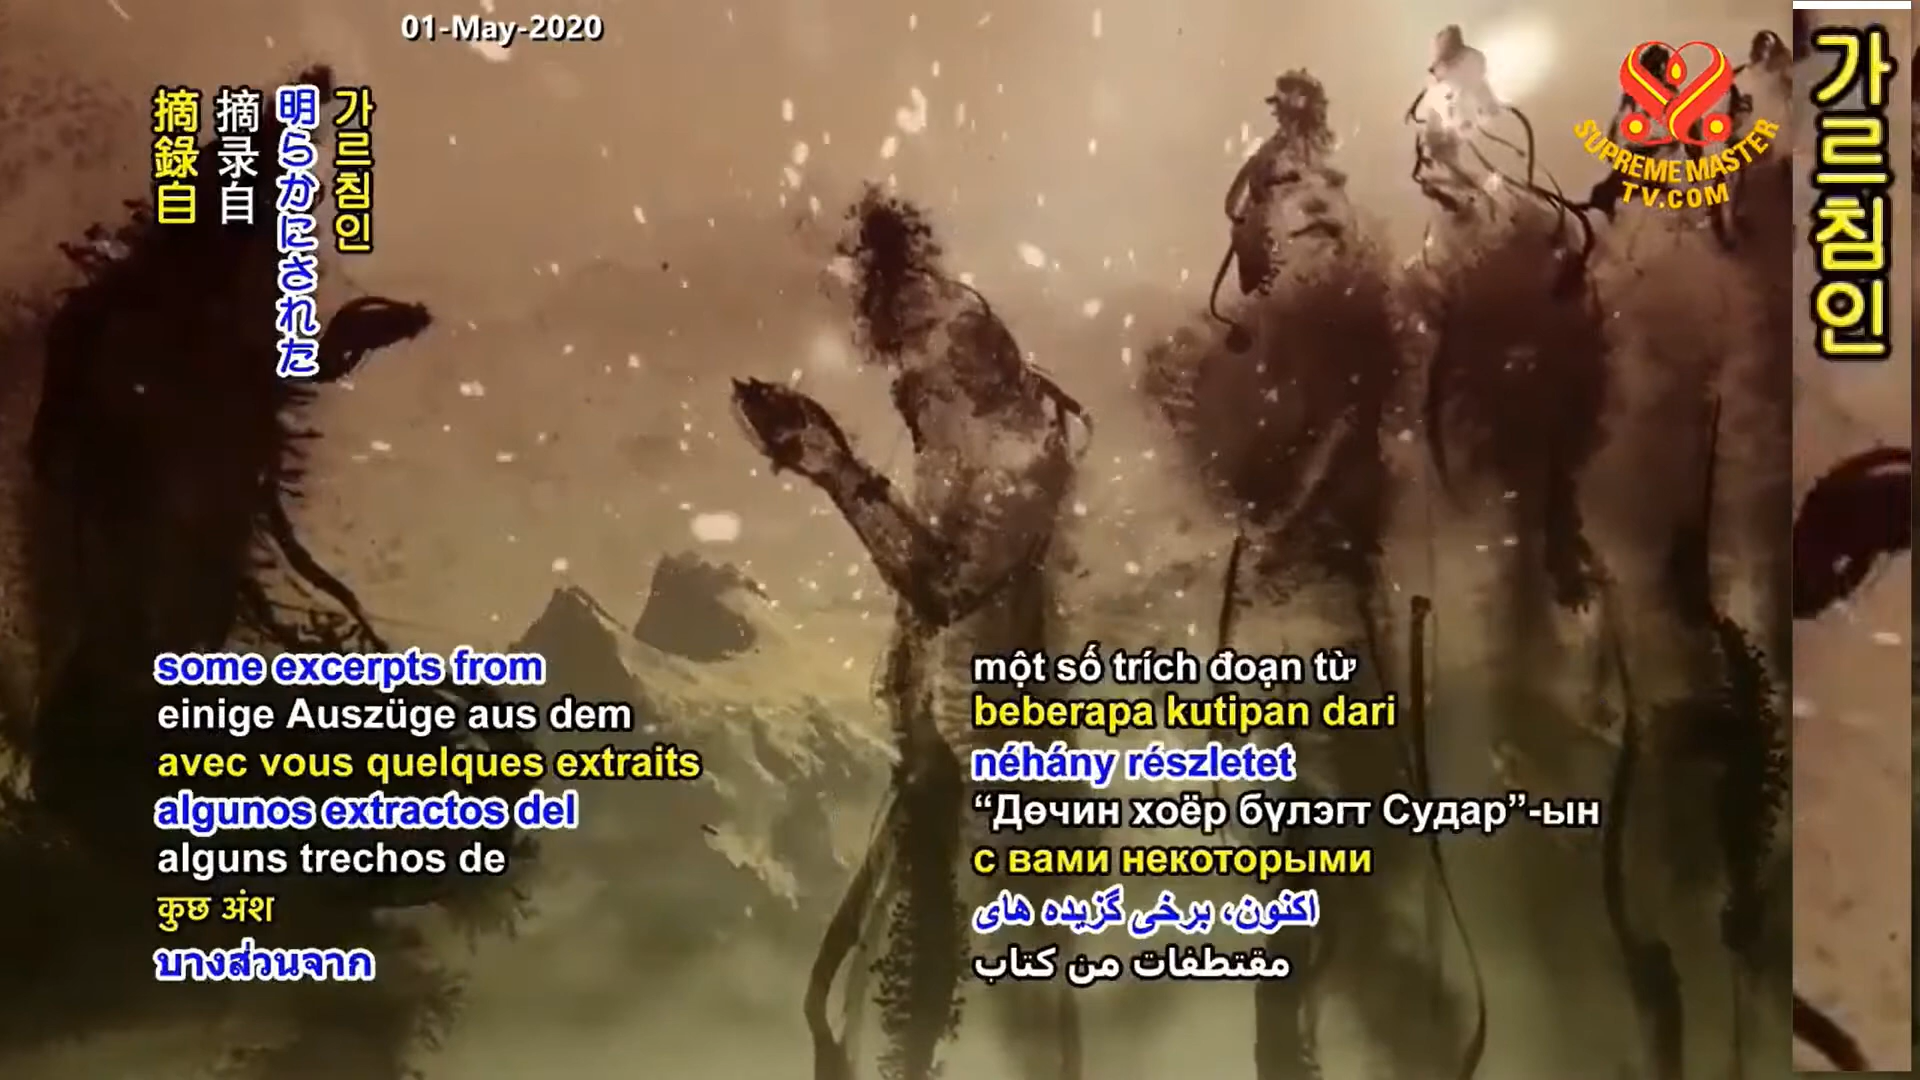 01-May-2020
摘錄自
摘录自
明らかにされた
가르침인
SUPREME MASTER
TV.COM
가르침인
some excerpts from
einige Auszüge aus dem
avec vous quelques extraits
algunos extractos del
alguns trechos de
कुछ अंश
บางส่วนจาก
một số trích đoạn từ
beberapa kutipan dari
néhány részletet
“Дөчин хоёр бүлэгт Судар”-ын
с вами некоторыми
اکنون، برخی گزیده های
مقتطفات من كتاب